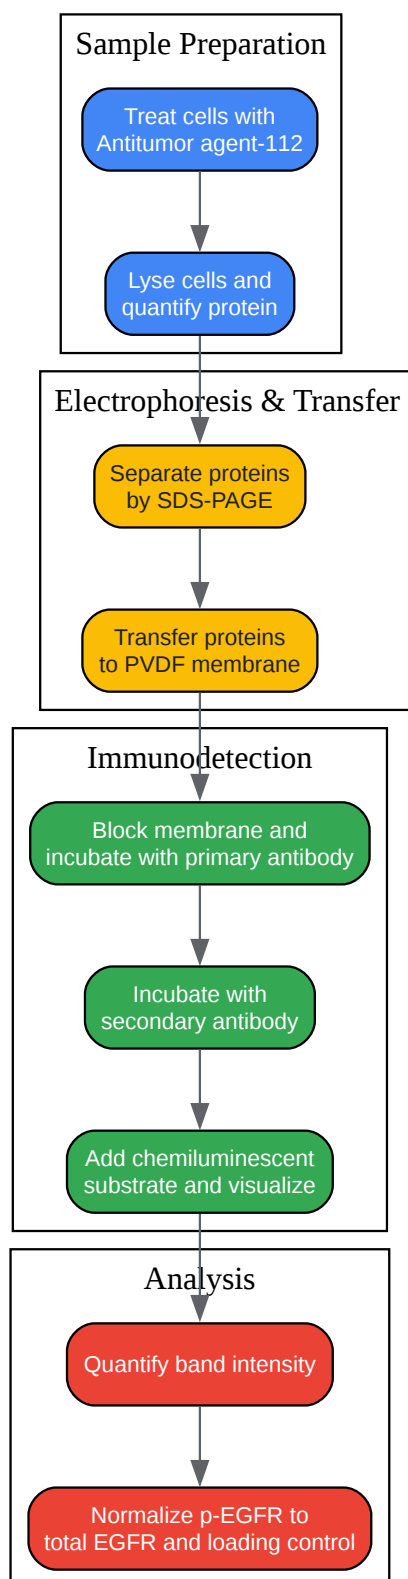 Sample Preparation
Treat cells with
Antitumor agent-112
Lyse cells and
quantify protein
Electrophoresis & Transfer
Separate proteins
by SDS-PAGE
Transfer proteins
to PVDF membrane
Immunodetection
Block membrane and
incubate with primary antibody
Incubate with
secondary antibody
Add chemiluminescent
substrate and visualize
Analysis
Quantify band intensity
Normalize p-EGFR to
total EGFR and loading control